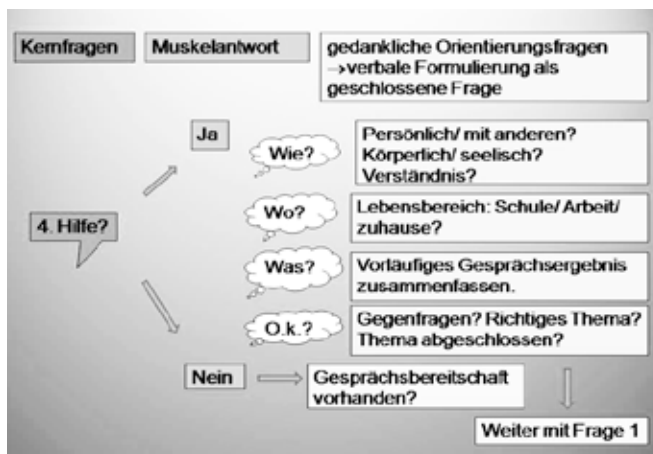 Kernfragen
Muskelantwort
gedankliche Orientierungsfragen
→verbale Formulierung als
geschlossene Frage
Ja
Wie?
Persönlich/ mit anderen?
Körperlich/ seelisch?
Verständnis?
4. Hilfe?
Wo?
Lebensbereich: Schule/ Arbeit/
zuhause?
Was?
Vorläufiges Gesprächsergebnis
zusammenfassen.
O.k.?
Gegenfragen? Richtiges Thema?
Thema abgeschlossen?
Nein
Gesprächsbereitschaft
vorhanden?
Weiter mit Frage 1